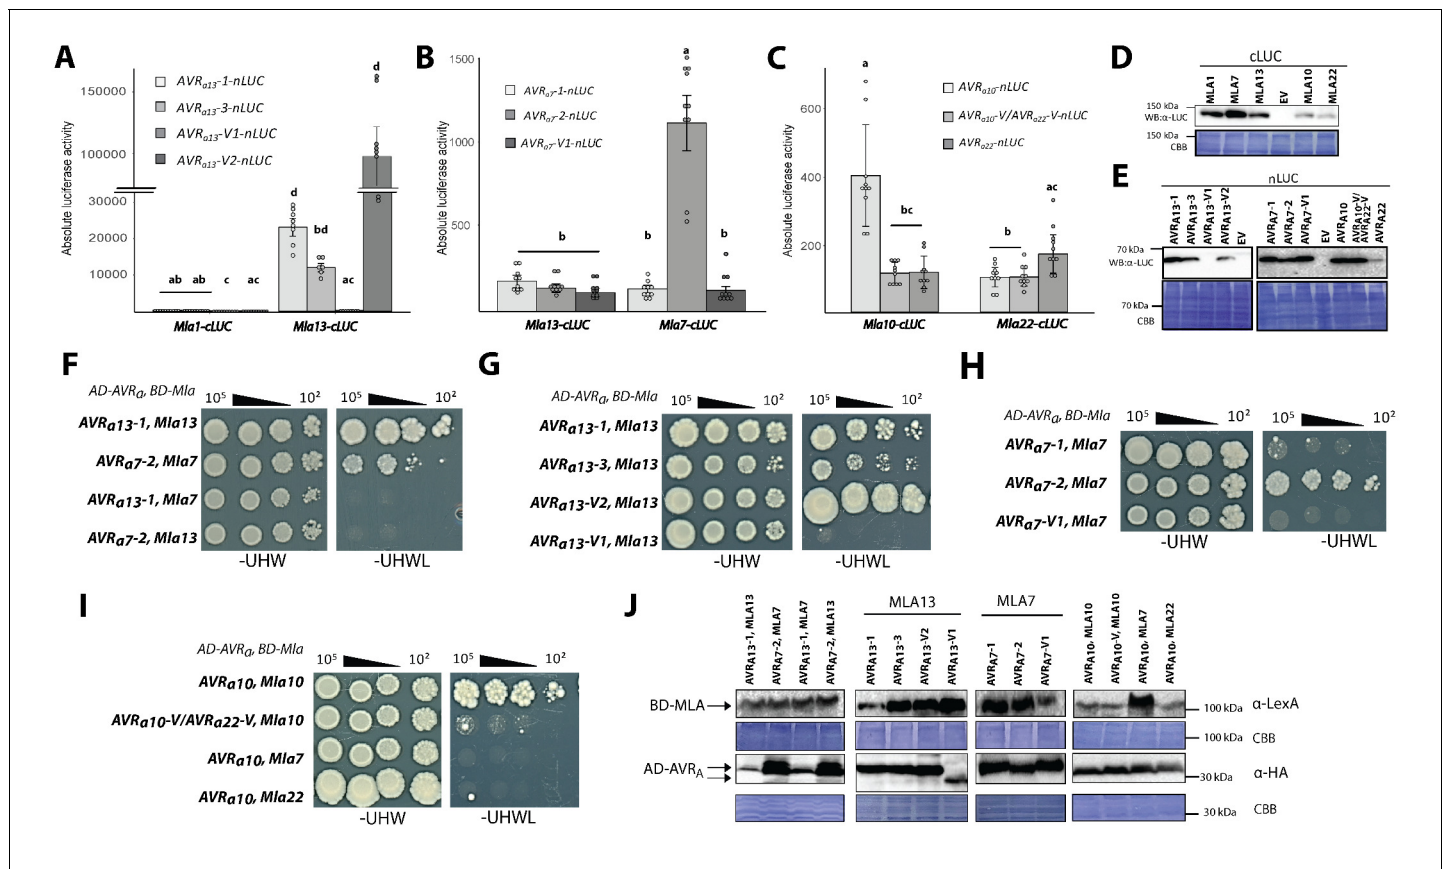 A
Absolute luciferase activity
150000
100000
30000
20000
10000
AVRa13-1-nLUC
AVRa13-3-nLUC
AVRa13-V1-nLUC
AVRa13-V2-nLUC
ab ab c ac
d bd ac d
Mla1-cLUC Mla13-cLUC
B
Absolute luciferase activity
1500
1000
500
AVRa7-1-nLUC
AVRa7-2-nLUC
AVRa7-V1-nLUC
b b a b
Mla13-cLUC Mla7-cLUC
C
Absolute luciferase activity
600
400
200
AVRa10-nLUC
AVRa10-V/AVRa22-V-nLUC
AVRa22-nLUC
a bc b ac
Mla10-cLUC Mla22-cLUC
D
cLUC
MLA1 MLA7 MLA13 EV MLA10 MLA22
150 kDa
WB:α-LUC
150 kDa
CBB
E
nLUC
AVRA13-1 AVRA13-3 AVRA13-V1 AVRA13-V2 EV AVRA7-1 AVRA7-2 AVRA7-V1 EV AVRA10 AVRA10-V/ AVRA22-V AVRA22
70 kDa
WB:α-LUC
70 kDa
CBB
F
AD-AVRa, BD-Mla
10⁵ 10² 10⁵ 10²
AVRa13-1, Mla13
AVRa7-2, Mla7
AVRa13-1, Mla7
AVRa7-2, Mla13
-UHW -UHWL
G
AD-AVRa, BD-Mla
10⁵ 10² 10⁵ 10²
AVRa13-1, Mla13
AVRa13-3, Mla13
AVRa13-V2, Mla13
AVRa13-V1, Mla13
-UHW -UHWL
H
AD-AVRa, BD-Mla
10⁵ 10² 10⁵ 10²
AVRa7-1, Mla7
AVRa7-2, Mla7
AVRa7-V1, Mla7
-UHW -UHWL
I
AD-AVRa, BD-Mla
10⁵ 10² 10⁵ 10²
AVRa10, Mla10
AVRa10-V/AVRa22-V, Mla10
AVRa10, Mla7
AVRa10, Mla22
-UHW -UHWL
J
MLA13 MLA7
AVRA13-1, MLA13 AVRA7-2, MLA7 AVRA13-1, MLA7 AVRA7-2, MLA13 AVRA13-1 AVRA13-3 AVRA13-V2 AVRA13-V1 AVRA7-1 AVRA7-2 AVRA7-V1 AVRA10, MLA10 AVRA10-V, MLA10 AVRA10, MLA7 AVRA10, MLA22
BD-MLA 100 kDa α-LexA
100 kDa CBB
AD-AVRA 30 kDa α-HA
30 kDa CBB